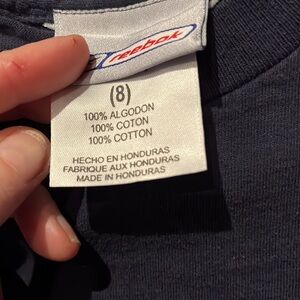 Reebok
(8)
100% ALGODON
100% COTON
100% COTTON
HECHO EN HONDURAS
FABRIQUE AUX HONDURAS
MADE IN HONDURAS